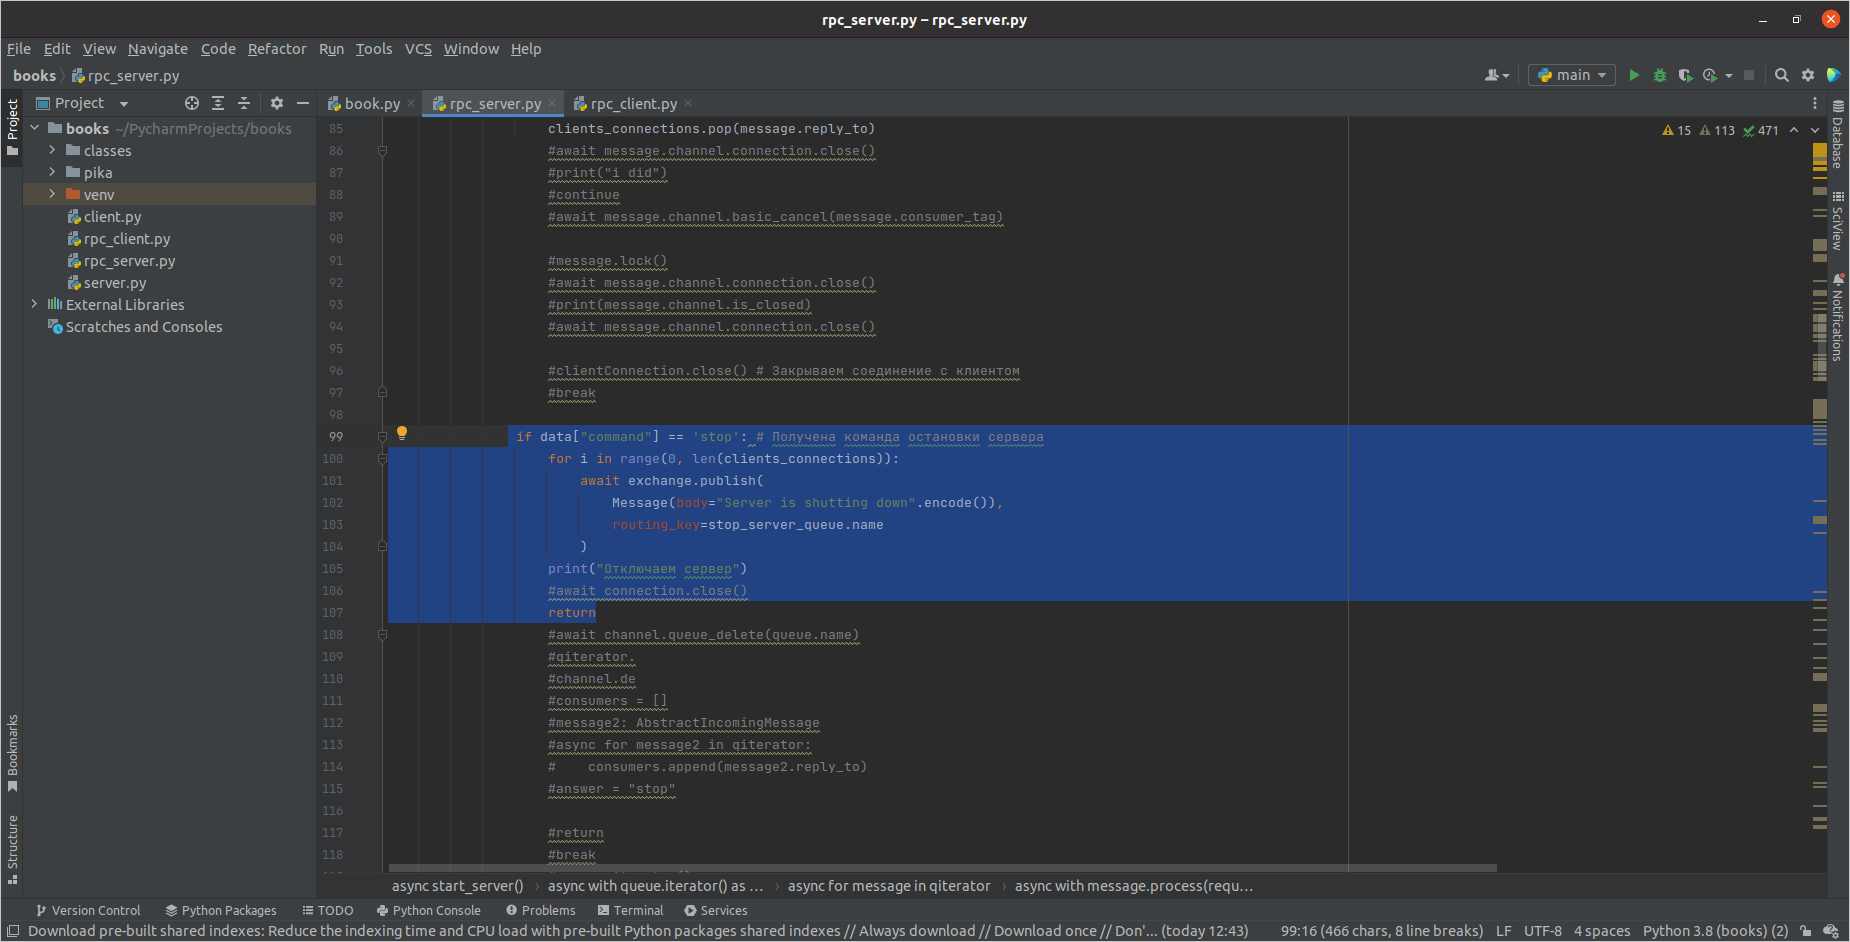 rpc_server.py – rpc_server.py
File Edit View Navigate Code Refactor Run Tools VCS Window Help
books rpc_server.py
main
Project
book.py rpc_server.py rpc_client.py
Project
books ~/PycharmProjects/books
classes
pika
venv
client.py
rpc_client.py
rpc_server.py
server.py
External Libraries
Scratches and Consoles
Bookmarks
Structure
15 113 471
85 clients_connections.pop(message.reply_to)
86 #await message.channel.connection.close()
87 #print("i did")
88 #continue
89 #await message.channel.basic_cancel(message.consumer_tag)
90
91 #message.lock()
92 #await message.channel.connection.close()
93 #print(message.channel.is_closed)
94 #await message.channel.connection.close()
95
96 #clientConnection.close() # Закрываем соединение с клиентом
97 #break
98
99 if data["command"] == 'stop': # Получена команда остановки сервера
100 for i in range(0, len(clients_connections)):
101 await exchange.publish(
102 Message(body="Server is shutting down".encode()),
103 routing_key=stop_server_queue.name
104 )
105 print("Отключаем сервер")
106 #await connection.close()
107 return
108 #await channel.queue_delete(queue.name)
109 #qiterator.
110 #channel.de
111 #consumers = []
112 #message2: AbstractIncomingMessage
113 #async for message2 in qiterator:
114 #    consumers.append(message2.reply_to)
115 #answer = "stop"
116
117 #return
118 #break
Database
SciView
Notifications
async start_server() › async with queue.iterator() as ... › async for message in qiterator › async with message.process(requ...
Version Control Python Packages TODO Python Console Problems Terminal Services
Download pre-built shared indexes: Reduce the indexing time and CPU load with pre-built Python packages shared indexes // Always download // Download once // Don'... (today 12:43) 99:16 (466 chars, 8 line breaks) LF UTF-8 4 spaces Python 3.8 (books) (2)